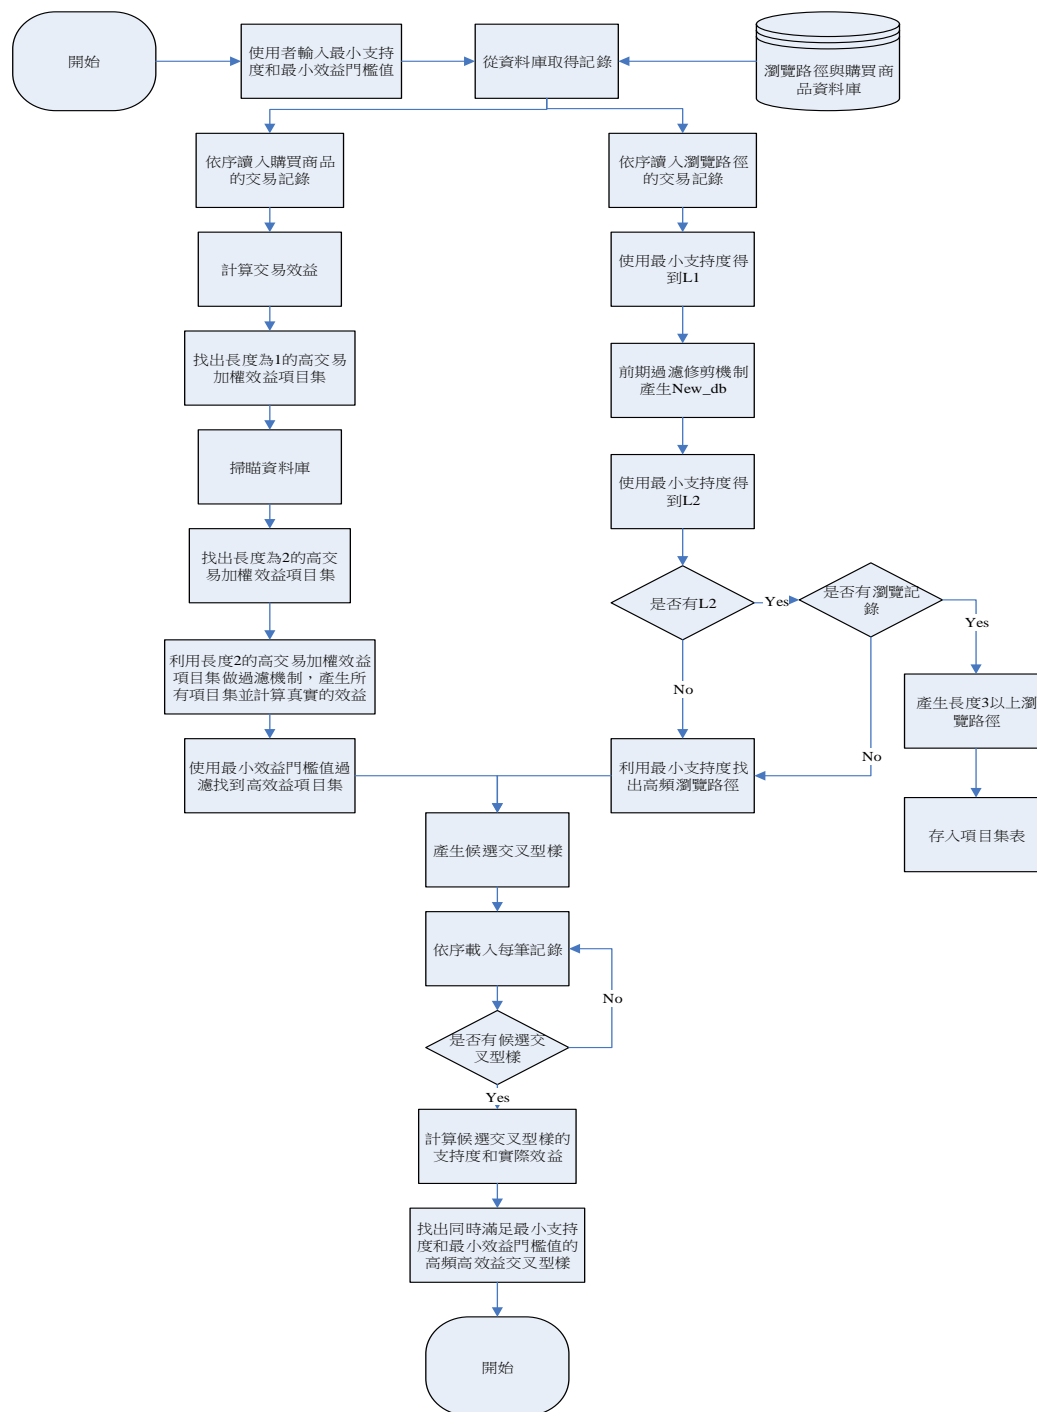 開始
使用者輸入最小支持
度和最小效益門檻值
從資料庫取得記錄
瀏覽路徑與購買商
品資料庫
依序讀入購買商品
的交易記錄
計算交易效益
找出長度為1的高交易
加權效益項目集
掃瞄資料庫
找出長度為2的高交
易加權效益項目集
利用長度2的高交易加權效益
項目集做過濾機制，產生所
有項目集並計算真實的效益
使用最小效益門檻值過
濾找到高效益項目集
依序讀入瀏覽路徑
的交易記錄
使用最小支持度得
到L1
前期過濾修剪機制
產生New_db
使用最小支持度得
到L2
是否有L2
Yes
是否有瀏覽記
錄
Yes
No
產生長度3以上瀏
覽路徑
No
利用最小支持度找
出高頻瀏覽路徑
存入項目集表
產生候選交叉型樣
依序載入每筆記錄
No
是否有候選交
叉型樣
Yes
計算候選交叉型樣的
支持度和實際效益
找出同時滿足最小支持
度和最小效益門檻值的
高頻高效益交叉型樣
開始